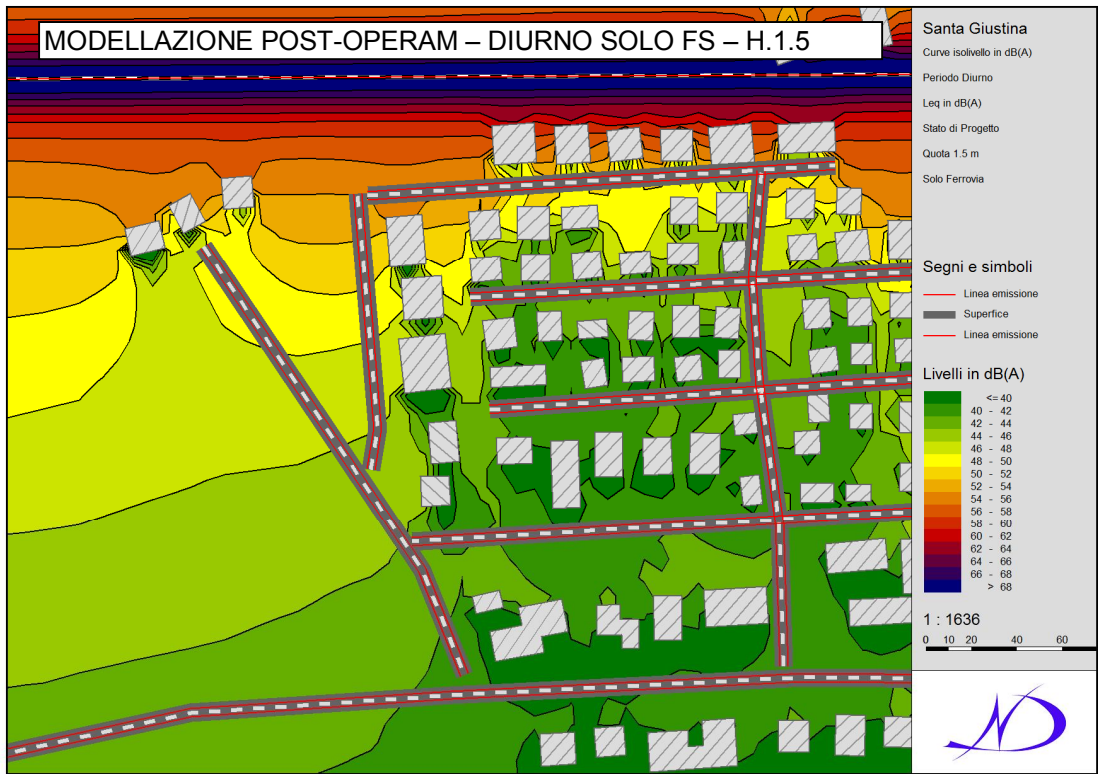 MODELLAZIONE POST-OPERAM – DIURNO SOLO FS – H.1.5
Santa Giustina
Curve isolivello in dB(A)
Periodo Diurno
Leq in dB(A)
Stato di Progetto
Quota 1.5 m
Solo Ferrovia
Segni e simboli
Linea emissione
Superfice
Linea emissione
Livelli in dB(A)
<= 40
40 - 42
42 - 44
44 - 46
46 - 48
48 - 50
50 - 52
52 - 54
54 - 56
56 - 58
58 - 60
60 - 62
62 - 64
64 - 66
66 - 68
> 68
1 : 1636
0 10 20 40 60